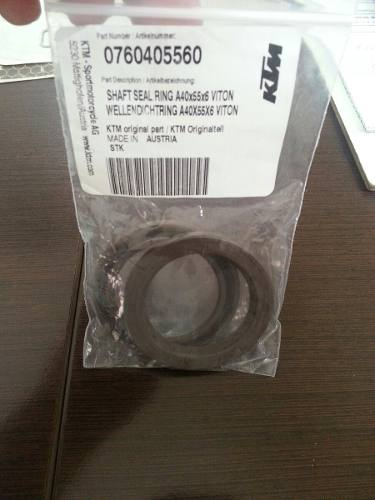 Part Number / Artikelnummer:
0760405560
Part Description / Artikelbezeichnung:
SHAFT SEAL RING A40x55x6 VITON
WELLENDICHTRING A40X55X6 VITON
KTM original part / KTM Originalteil
MADE IN AUSTRIA
STK
KTM
KTM - Sportmotorcycle AG
5230 Mattighofen/Austria www.ktm.com